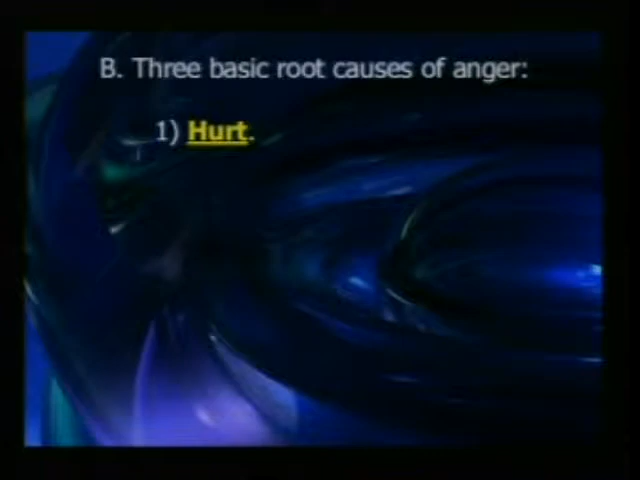 B. Three basic root causes of anger:
1) Hurt.